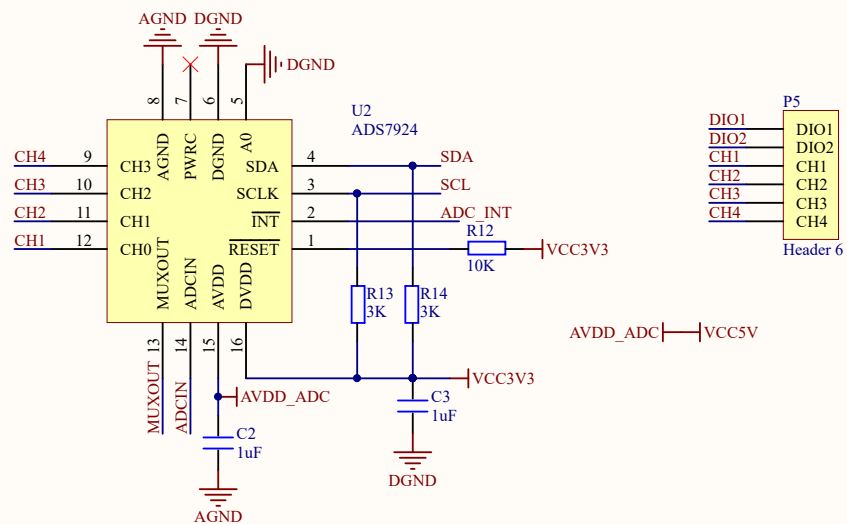 AGND DGND
DGND
8 7 6 5
AGND PWRC DGND A0
U2
ADS7924
CH4 9 CH3
CH3 10 CH2
CH2 11 CH1
CH1 12 CH0
SDA 4 SDA
SCLK 3 SCL
INT 2 ADC_INT
RESET 1
R12
10K
VCC3V3
MUXOUT ADCIN AVDD DVDD
13 14 15 16
MUXOUT ADCIN
R13
3K
R14
3K
VCC3V3
AVDD_ADC
C2
1uF
AGND
C3
1uF
DGND
P5
DIO1 DIO1
DIO2 DIO2
CH1 CH1
CH2 CH2
CH3 CH3
CH4 CH4
Header 6
AVDD_ADC VCC5V